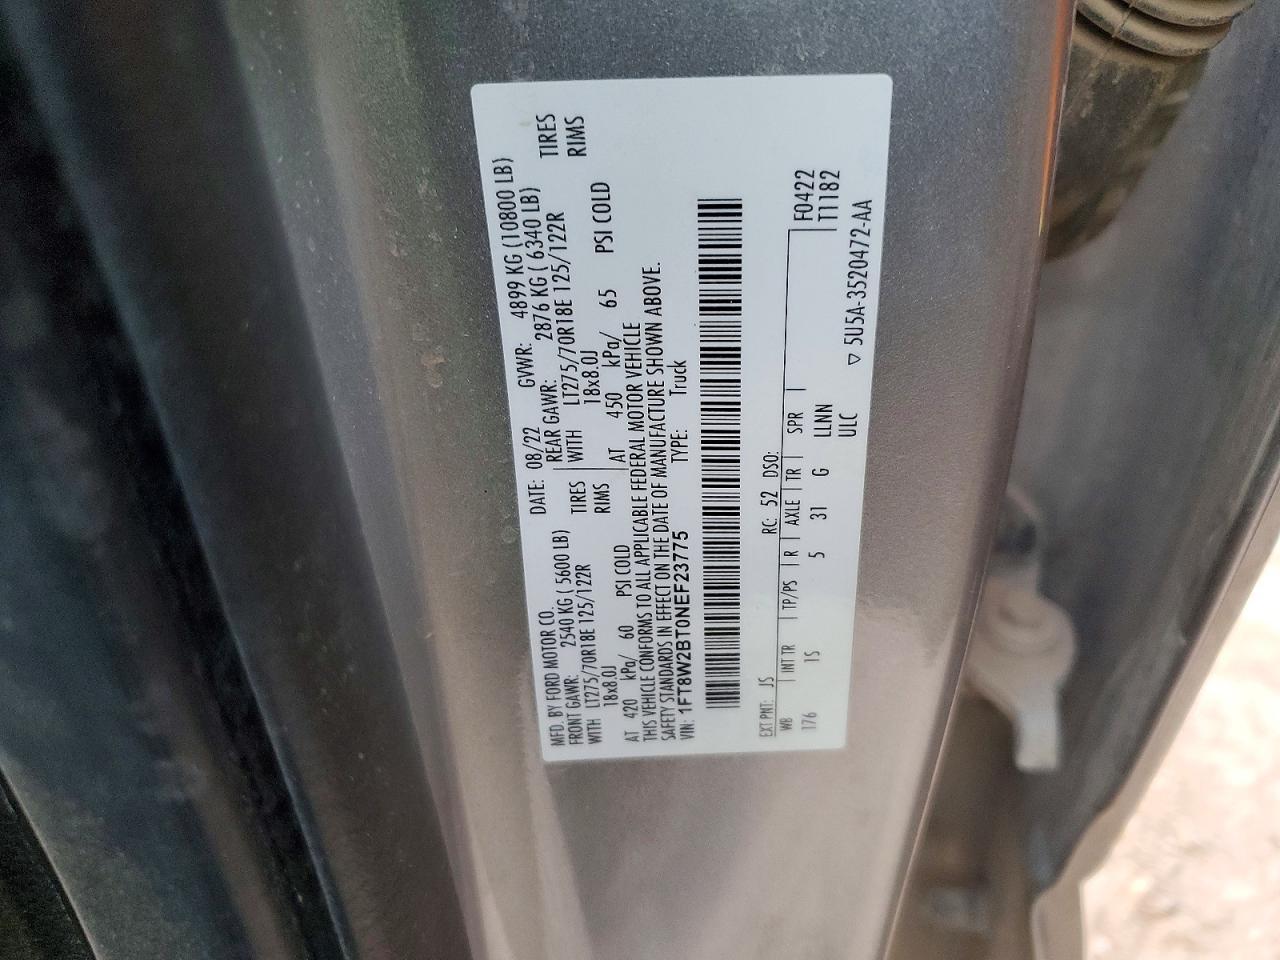 MFD. BY FORD MOTOR CO.
DATE: 08/22 GVWR: 4899 KG (10800 LB)
FRONT GAWR: 2540 KG ( 5600 LB) REAR GAWR: 2876 KG ( 6340 LB)
WITH LT275/70R18E 125/122R TIRES WITH LT275/70R18E 125/122R TIRES
18x8.0J RIMS 18x8.0J RIMS
AT 420 kPa/ 60 PSI COLD AT 450 kPa/ 65 PSI COLD
THIS VEHICLE CONFORMS TO ALL APPLICABLE FEDERAL MOTOR VEHICLE
SAFETY STANDARDS IN EFFECT ON THE DATE OF MANUFACTURE SHOWN ABOVE.
VIN: 1FT8W2BT0NEF23775 TYPE: Truck
EXT PNT: JS RC: 52 DSO:
WB INT TR TP/PS R AXLE TR SPR F0422
176 IS 5 31 G LLNN T1182
ULC
▽ 5U5A-3520472-AA